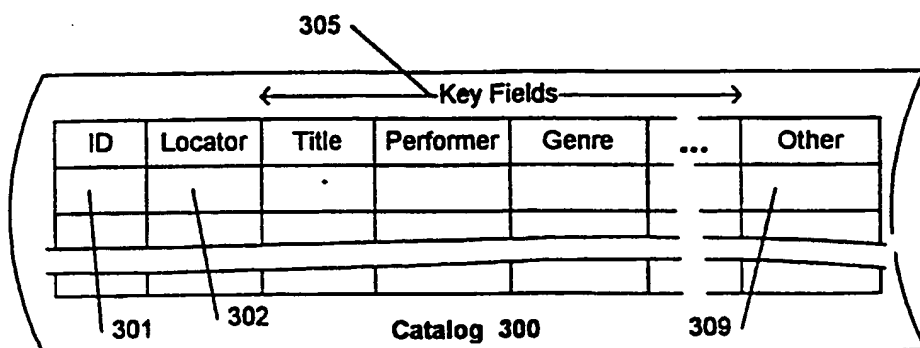 305
Key Fields
ID Locator Title Performer Genre ... Other
301 302 Catalog 300 309